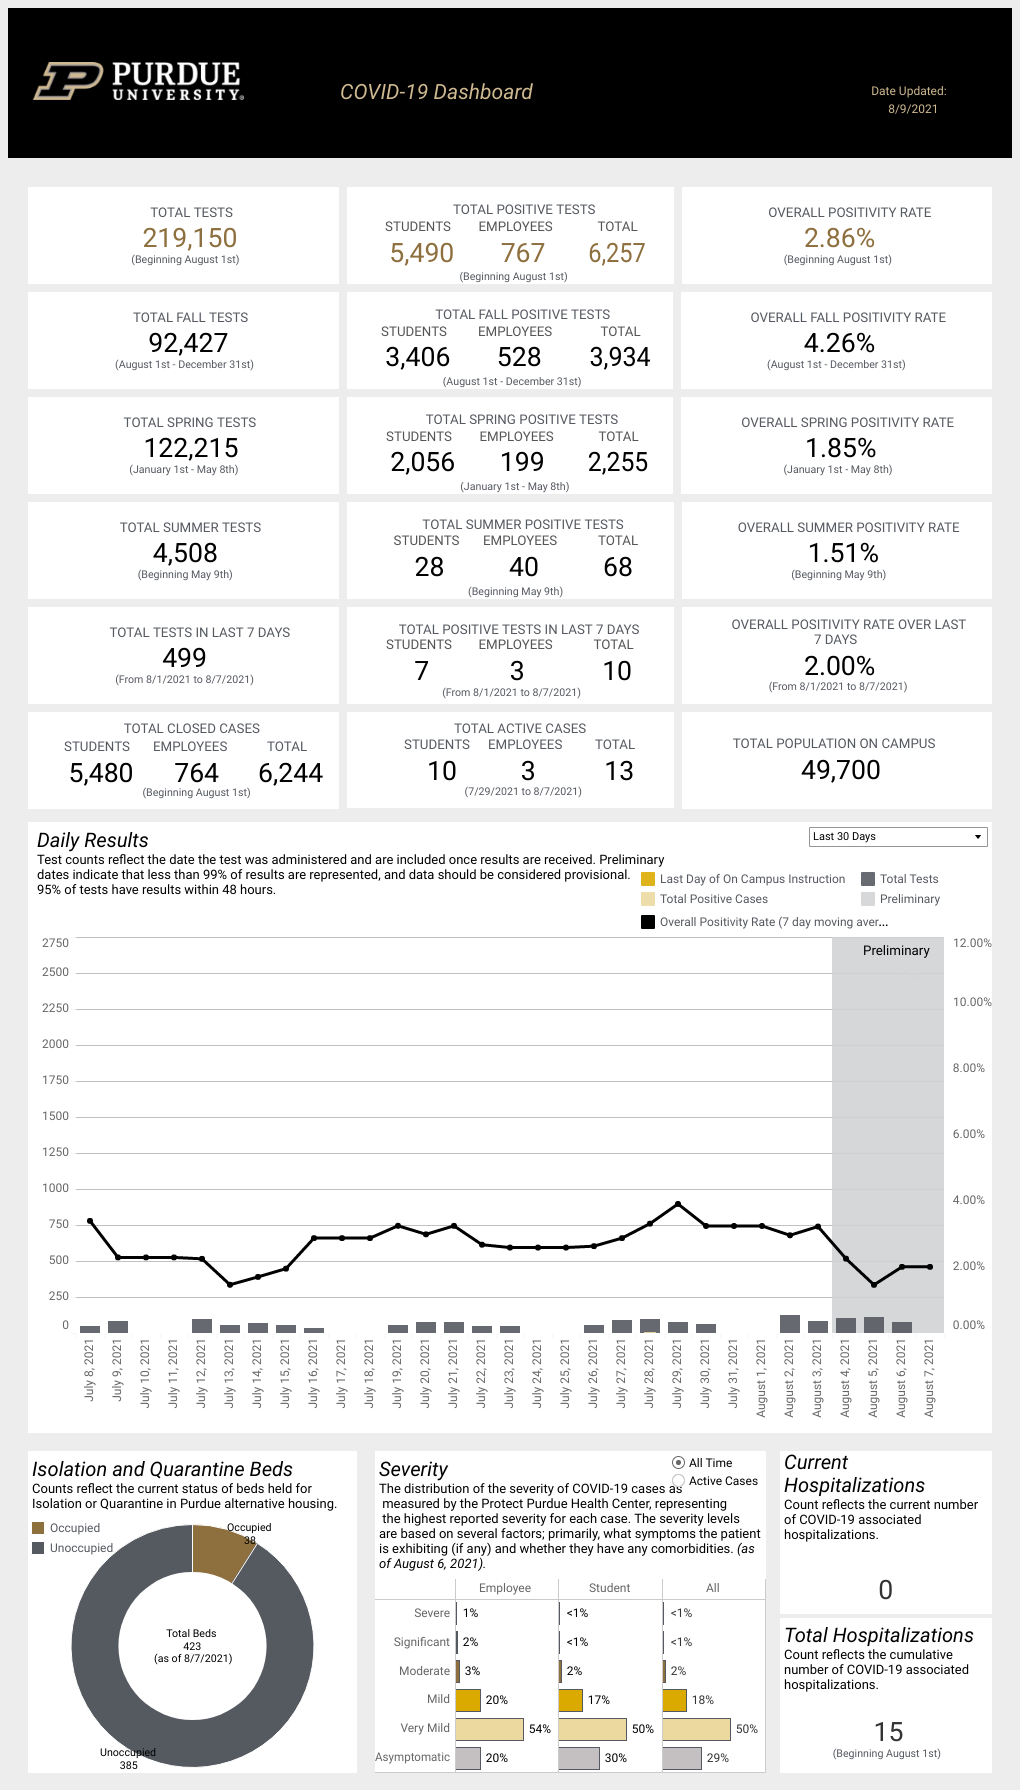 PURDUE
UNIVERSITY®
COVID-19 Dashboard
Date Updated:
8/9/2021
TOTAL TESTS
219,150
(Beginning August 1st)
TOTAL POSITIVE TESTS
STUDENTS EMPLOYEES TOTAL
5,490 767 6,257
(Beginning August 1st)
OVERALL POSITIVITY RATE
2.86%
(Beginning August 1st)
TOTAL FALL TESTS
92,427
(August 1st - December 31st)
TOTAL FALL POSITIVE TESTS
STUDENTS EMPLOYEES TOTAL
3,406 528 3,934
(August 1st - December 31st)
OVERALL FALL POSITIVITY RATE
4.26%
(August 1st - December 31st)
TOTAL SPRING TESTS
122,215
(January 1st - May 8th)
TOTAL SPRING POSITIVE TESTS
STUDENTS EMPLOYEES TOTAL
2,056 199 2,255
(January 1st - May 8th)
OVERALL SPRING POSITIVITY RATE
1.85%
(January 1st - May 8th)
TOTAL SUMMER TESTS
4,508
(Beginning May 9th)
TOTAL SUMMER POSITIVE TESTS
STUDENTS EMPLOYEES TOTAL
28 40 68
(Beginning May 9th)
OVERALL SUMMER POSITIVITY RATE
1.51%
(Beginning May 9th)
TOTAL TESTS IN LAST 7 DAYS
499
(From 8/1/2021 to 8/7/2021)
TOTAL POSITIVE TESTS IN LAST 7 DAYS
STUDENTS EMPLOYEES TOTAL
7 3 10
(From 8/1/2021 to 8/7/2021)
OVERALL POSITIVITY RATE OVER LAST
7 DAYS
2.00%
(From 8/1/2021 to 8/7/2021)
TOTAL CLOSED CASES
STUDENTS EMPLOYEES TOTAL
5,480 764 6,244
(Beginning August 1st)
TOTAL ACTIVE CASES
STUDENTS EMPLOYEES TOTAL
10 3 13
(7/29/2021 to 8/7/2021)
TOTAL POPULATION ON CAMPUS
49,700
Daily Results
Last 30 Days
Test counts reflect the date the test was administered and are included once results are received. Preliminary
dates indicate that less than 99% of results are represented, and data should be considered provisional.
95% of tests have results within 48 hours.
Last Day of On Campus Instruction Total Tests
Total Positive Cases Preliminary
Overall Positivity Rate (7 day moving aver...
Preliminary
2750
2500
2250
2000
1750
1500
1250
1000
750
500
250
0
12.00%
10.00%
8.00%
6.00%
4.00%
2.00%
0.00%
July 8, 2021
July 9, 2021
July 10, 2021
July 11, 2021
July 12, 2021
July 13, 2021
July 14, 2021
July 15, 2021
July 16, 2021
July 17, 2021
July 18, 2021
July 19, 2021
July 20, 2021
July 21, 2021
July 22, 2021
July 23, 2021
July 24, 2021
July 25, 2021
July 26, 2021
July 27, 2021
July 28, 2021
July 29, 2021
July 30, 2021
July 31, 2021
August 1, 2021
August 2, 2021
August 3, 2021
August 4, 2021
August 5, 2021
August 6, 2021
August 7, 2021
Isolation and Quarantine Beds
Counts reflect the current status of beds held for
Isolation or Quarantine in Purdue alternative housing.
Occupied
Unoccupied
Occupied
38
Total Beds
423
(as of 8/7/2021)
Unoccupied
385
Severity
All Time
Active Cases
The distribution of the severity of COVID-19 cases as
measured by the Protect Purdue Health Center, representing
the highest reported severity for each case. The severity levels
are based on several factors; primarily, what symptoms the patient
is exhibiting (if any) and whether they have any comorbidities. (as
of August 6, 2021).
Employee Student All
Severe 1% <1% <1%
Significant 2% <1% <1%
Moderate 3% 2% 2%
Mild 20% 17% 18%
Very Mild 54% 50% 50%
Asymptomatic 20% 30% 29%
Current
Hospitalizations
Count reflects the current number
of COVID-19 associated
hospitalizations.
0
Total Hospitalizations
Count reflects the cumulative
number of COVID-19 associated
hospitalizations.
15
(Beginning August 1st)